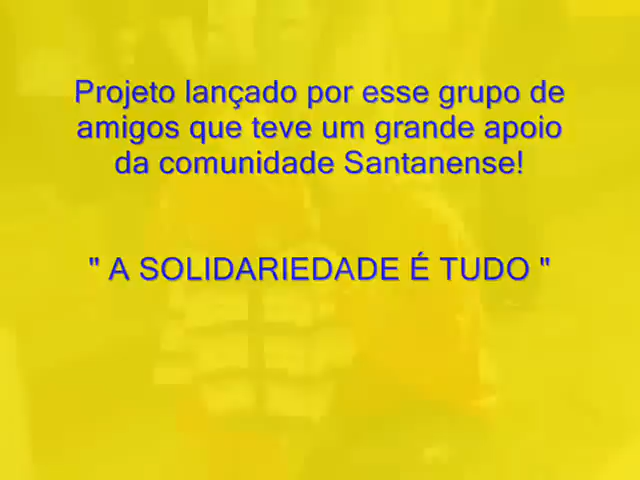 Projeto lançado por esse grupo de
amigos que teve um grande apoio
da comunidade Santanense!
" A SOLIDARIEDADE É TUDO "